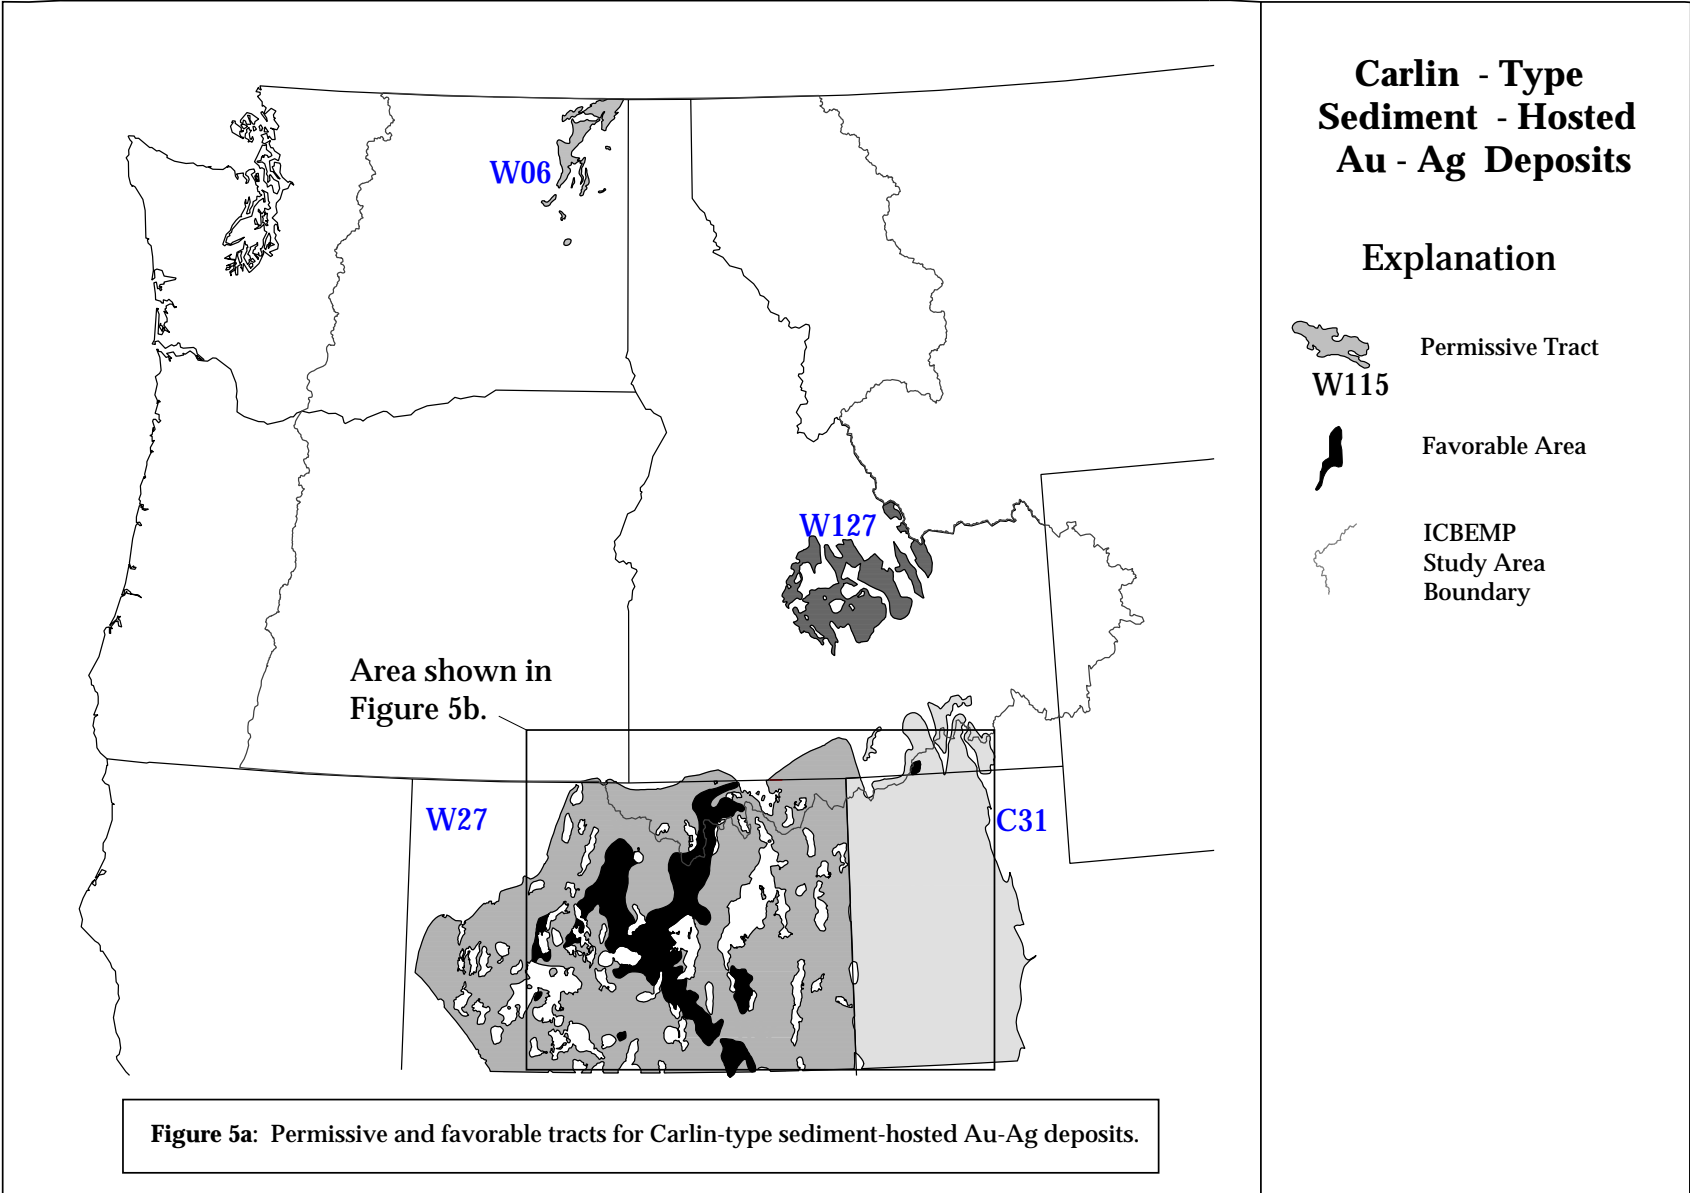 Carlin - Type
Sediment - Hosted
Au - Ag Deposits
Explanation
Permissive Tract
W115
Favorable Area
ICBEMP
Study Area
Boundary
W06
W127
Area shown in
Figure 5b.
W27
C31
Figure 5a: Permissive and favorable tracts for Carlin-type sediment-hosted Au-Ag deposits.